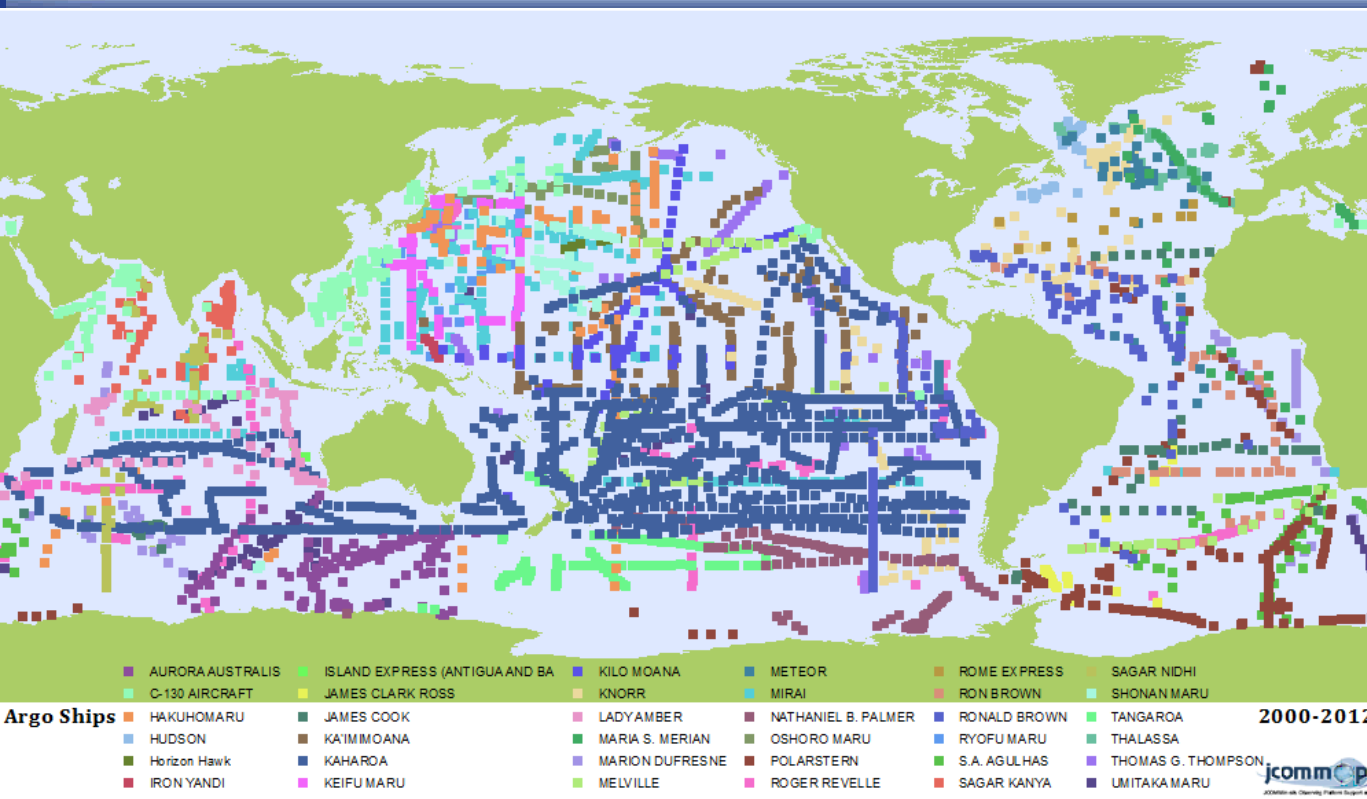 AURORA AUSTRALIS ISLAND EXPRESS (ANTIGUA AND BA KILO MOANA METEOR ROME EXPRESS SAGAR NIDHI
C-130 AIRCRAFT JAMES CLARK ROSS KNORR MIRAI RON BROWN SHONAN MARU
Argo Ships HAKUHO MARU JAMES COOK LADY AMBER NATHANIEL B. PALMER RONALD BROWN TANGAROA 2000-2012
HUDSON KA'IMIMOANA MARIA S. MERIAN OSHORO MARU RYOFU MARU THALASSA
Horizon Hawk KAHAROA MARION DUFRESNE POLARSTERN S.A. AGULHAS THOMAS G. THOMPSON jcommop
IRON YANDI KEIFU MARU MELVILLE ROGER REVELLE SAGAR KANYA UMITAKA MARU